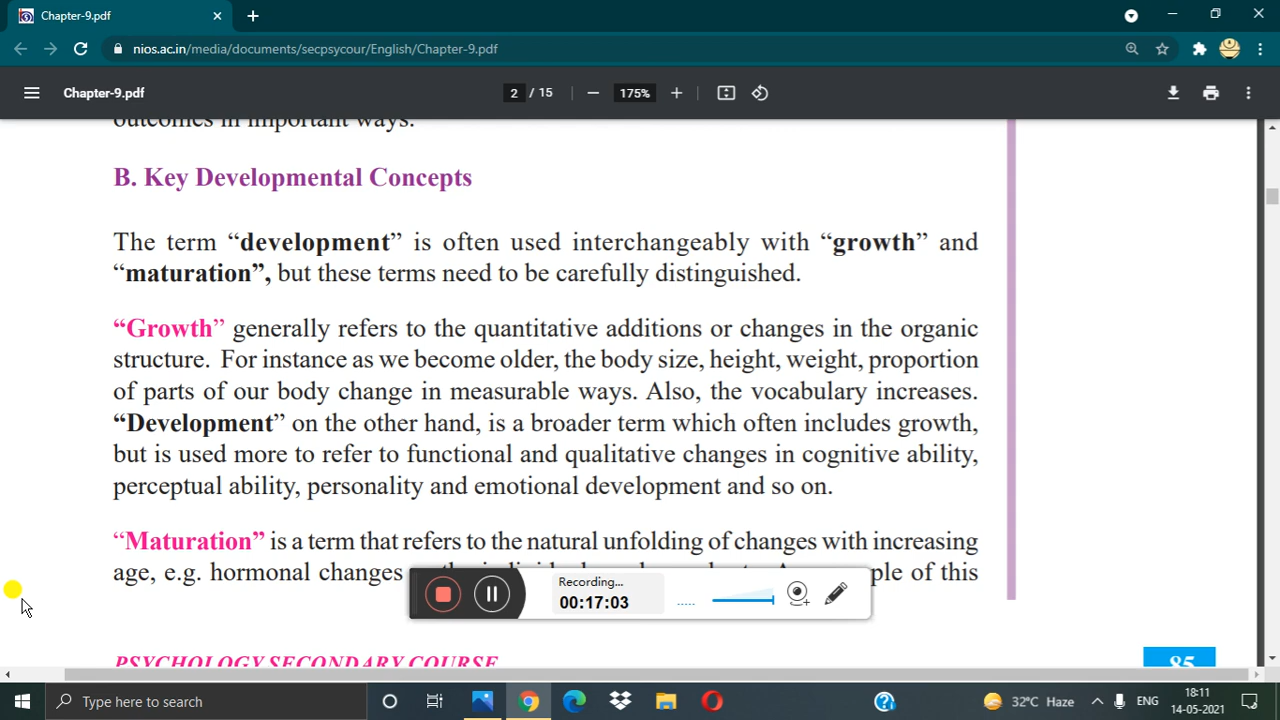 Chapter-9.pdf
nios.ac.in/media/documents/secpsycour/English/Chapter-9.pdf
Chapter-9.pdf
2 / 15
175%
outcomes in important ways.
B. Key Developmental Concepts
The term “development” is often used interchangeably with “growth” and
“maturation”, but these terms need to be carefully distinguished.
“Growth” generally refers to the quantitative additions or changes in the organic
structure. For instance as we become older, the body size, height, weight, proportion
of parts of our body change in measurable ways. Also, the vocabulary increases.
“Development” on the other hand, is a broader term which often includes growth,
but is used more to refer to functional and qualitative changes in cognitive ability,
perceptual ability, personality and emotional development and so on.
“Maturation” is a term that refers to the natural unfolding of changes with increasing
age, e.g. hormonal changes of this
Recording...
00:17:03
PSYCHOLOGY SECONDARY COURSE
85
Type here to search
32°C Haze
ENG
18:11
14-05-2021